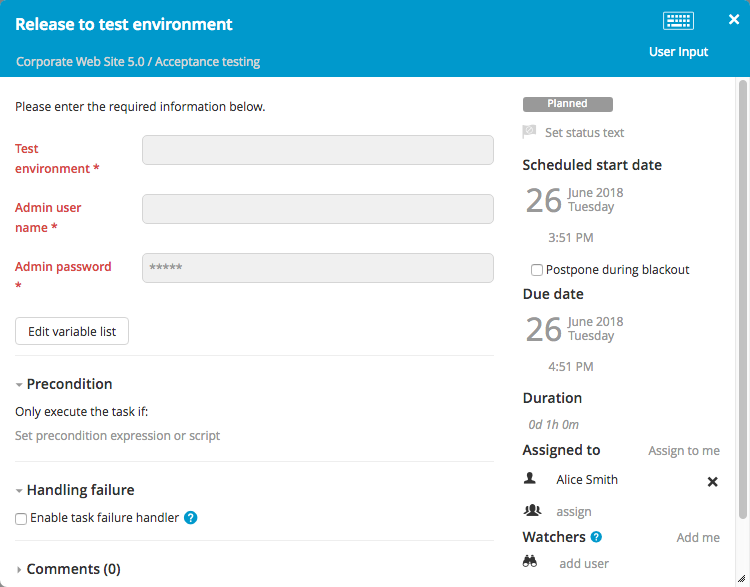 Release to test environment
User Input
Corporate Web Site 5.0 / Acceptance testing
Please enter the required information below.
Test
environment *
Admin user
name *
Admin password
*
*****
Edit variable list
Precondition
Only execute the task if:
Set precondition expression or script
Handling failure
Enable task failure handler ?
Comments (0)
Planned
Set status text
Scheduled start date
26 June 2018
Tuesday
3:51 PM
Postpone during blackout
Due date
26 June 2018
Tuesday
4:51 PM
Duration
0d 1h 0m
Assigned to Assign to me
Alice Smith
assign
Watchers ? Add me
add user